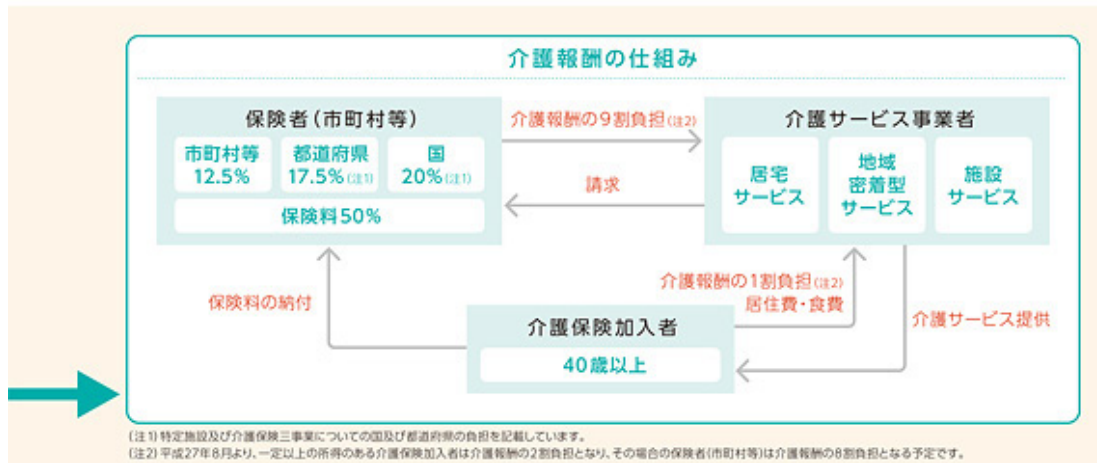 介護報酬の仕組み
保険者(市町村等)
市町村等
12.5%
都道府県
17.5%(注1)
国
20%(注1)
保険料50%
介護報酬の9割負担(注2)
請求
介護サービス事業者
居宅
サービス
地域
密着型
サービス
施設
サービス
保険料の納付
介護報酬の1割負担(注2)
居住費・食費
介護サービス提供
介護保険加入者
40歳以上
(注1)特定施設及び介護保険三事業についての国及び都道府県の負担を記載しています。
(注2)平成27年8月より、一定以上の所得のある介護保険加入者は介護報酬の2割負担となり、その場合の保険者(市町村等)は介護報酬の8割負担となる予定です。